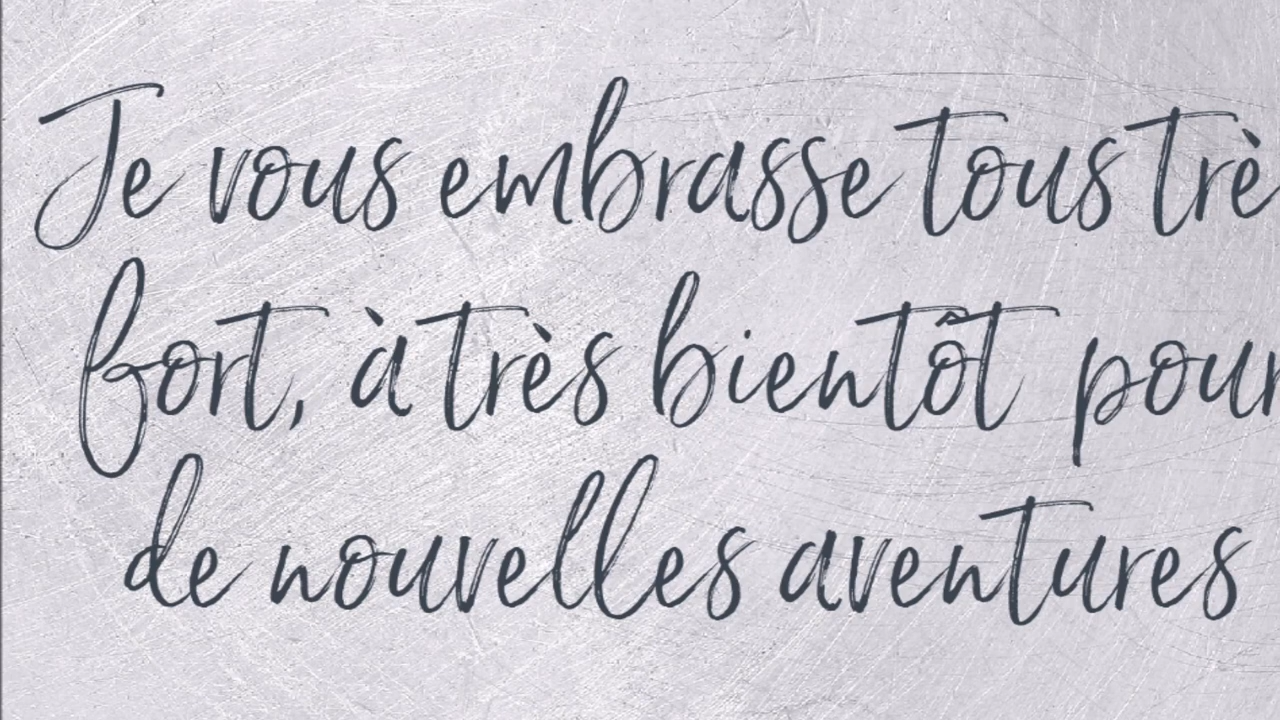 Je vous embrasse tous trè
fort, à très bientôt pour
de nouvelles aventures